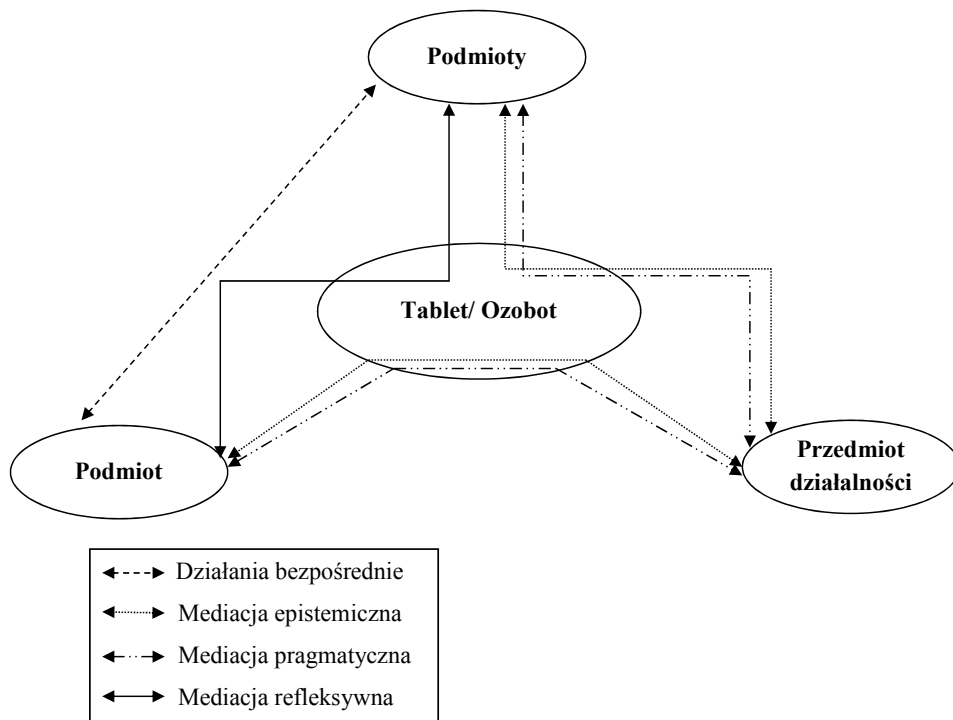 Podmioty
Tablet/ Ozobot
Podmiot
Przedmiot
działalności
Działania bezpośrednie
Mediacja epistemiczna
Mediacja pragmatyczna
Mediacja refleksywna